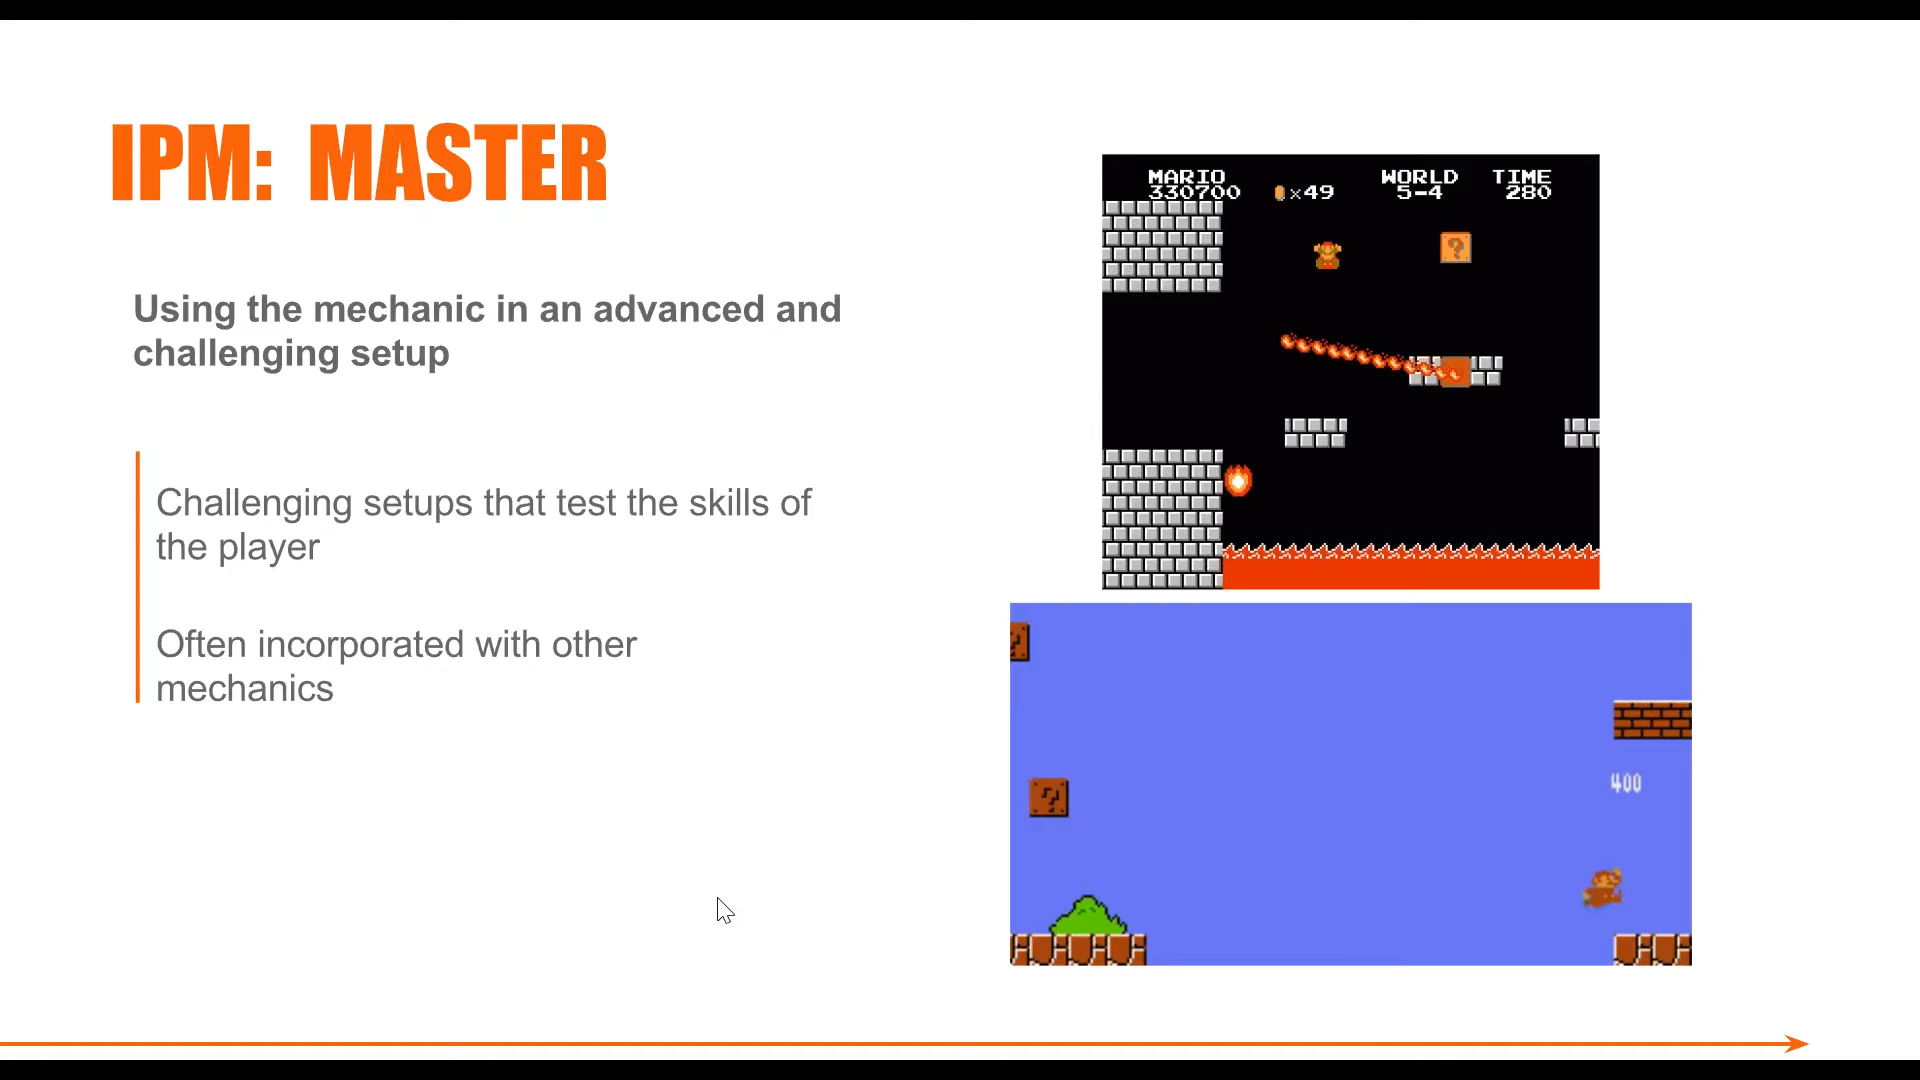 IPM: MASTER
Using the mechanic in an advanced and
challenging setup
Challenging setups that test the skills of
the player
Often incorporated with other
mechanics
MARIO WORLD TIME
330700 ×49 5-4 280
?
?
?
400